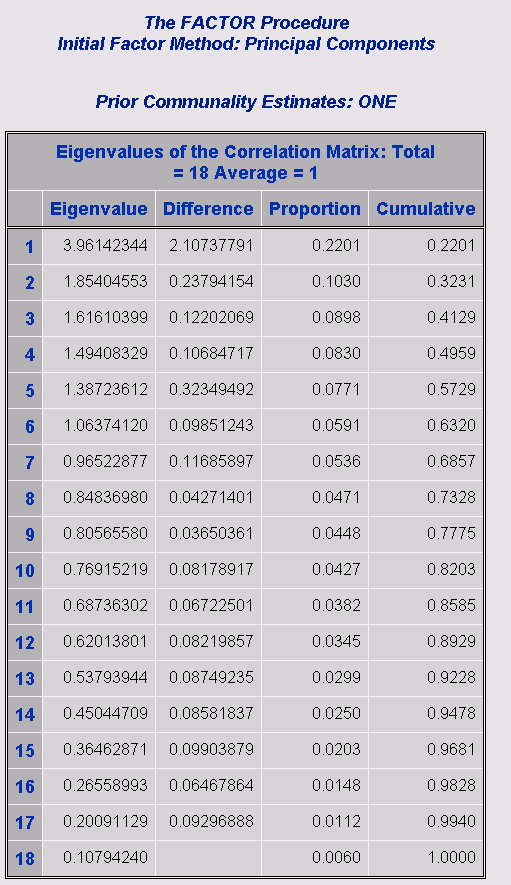 The FACTOR Procedure
Initial Factor Method: Principal Components
Prior Communality Estimates: ONE
Eigenvalues of the Correlation Matrix: Total
= 18 Average = 1
Eigenvalue Difference Proportion Cumulative
1 3.96142344 2.10737791 0.2201 0.2201
2 1.85404553 0.23794154 0.1030 0.3231
3 1.61610399 0.12202069 0.0898 0.4129
4 1.49408329 0.10684717 0.0830 0.4959
5 1.38723612 0.32349492 0.0771 0.5729
6 1.06374120 0.09851243 0.0591 0.6320
7 0.96522877 0.11685897 0.0536 0.6857
8 0.84836980 0.04271401 0.0471 0.7328
9 0.80565580 0.03650361 0.0448 0.7775
10 0.76915219 0.08178917 0.0427 0.8203
11 0.68736302 0.06722501 0.0382 0.8585
12 0.62013801 0.08219857 0.0345 0.8929
13 0.53793944 0.08749235 0.0299 0.9228
14 0.45044709 0.08581837 0.0250 0.9478
15 0.36462871 0.09903879 0.0203 0.9681
16 0.26558993 0.06467864 0.0148 0.9828
17 0.20091129 0.09296888 0.0112 0.9940
18 0.10794240 0.0060 1.0000